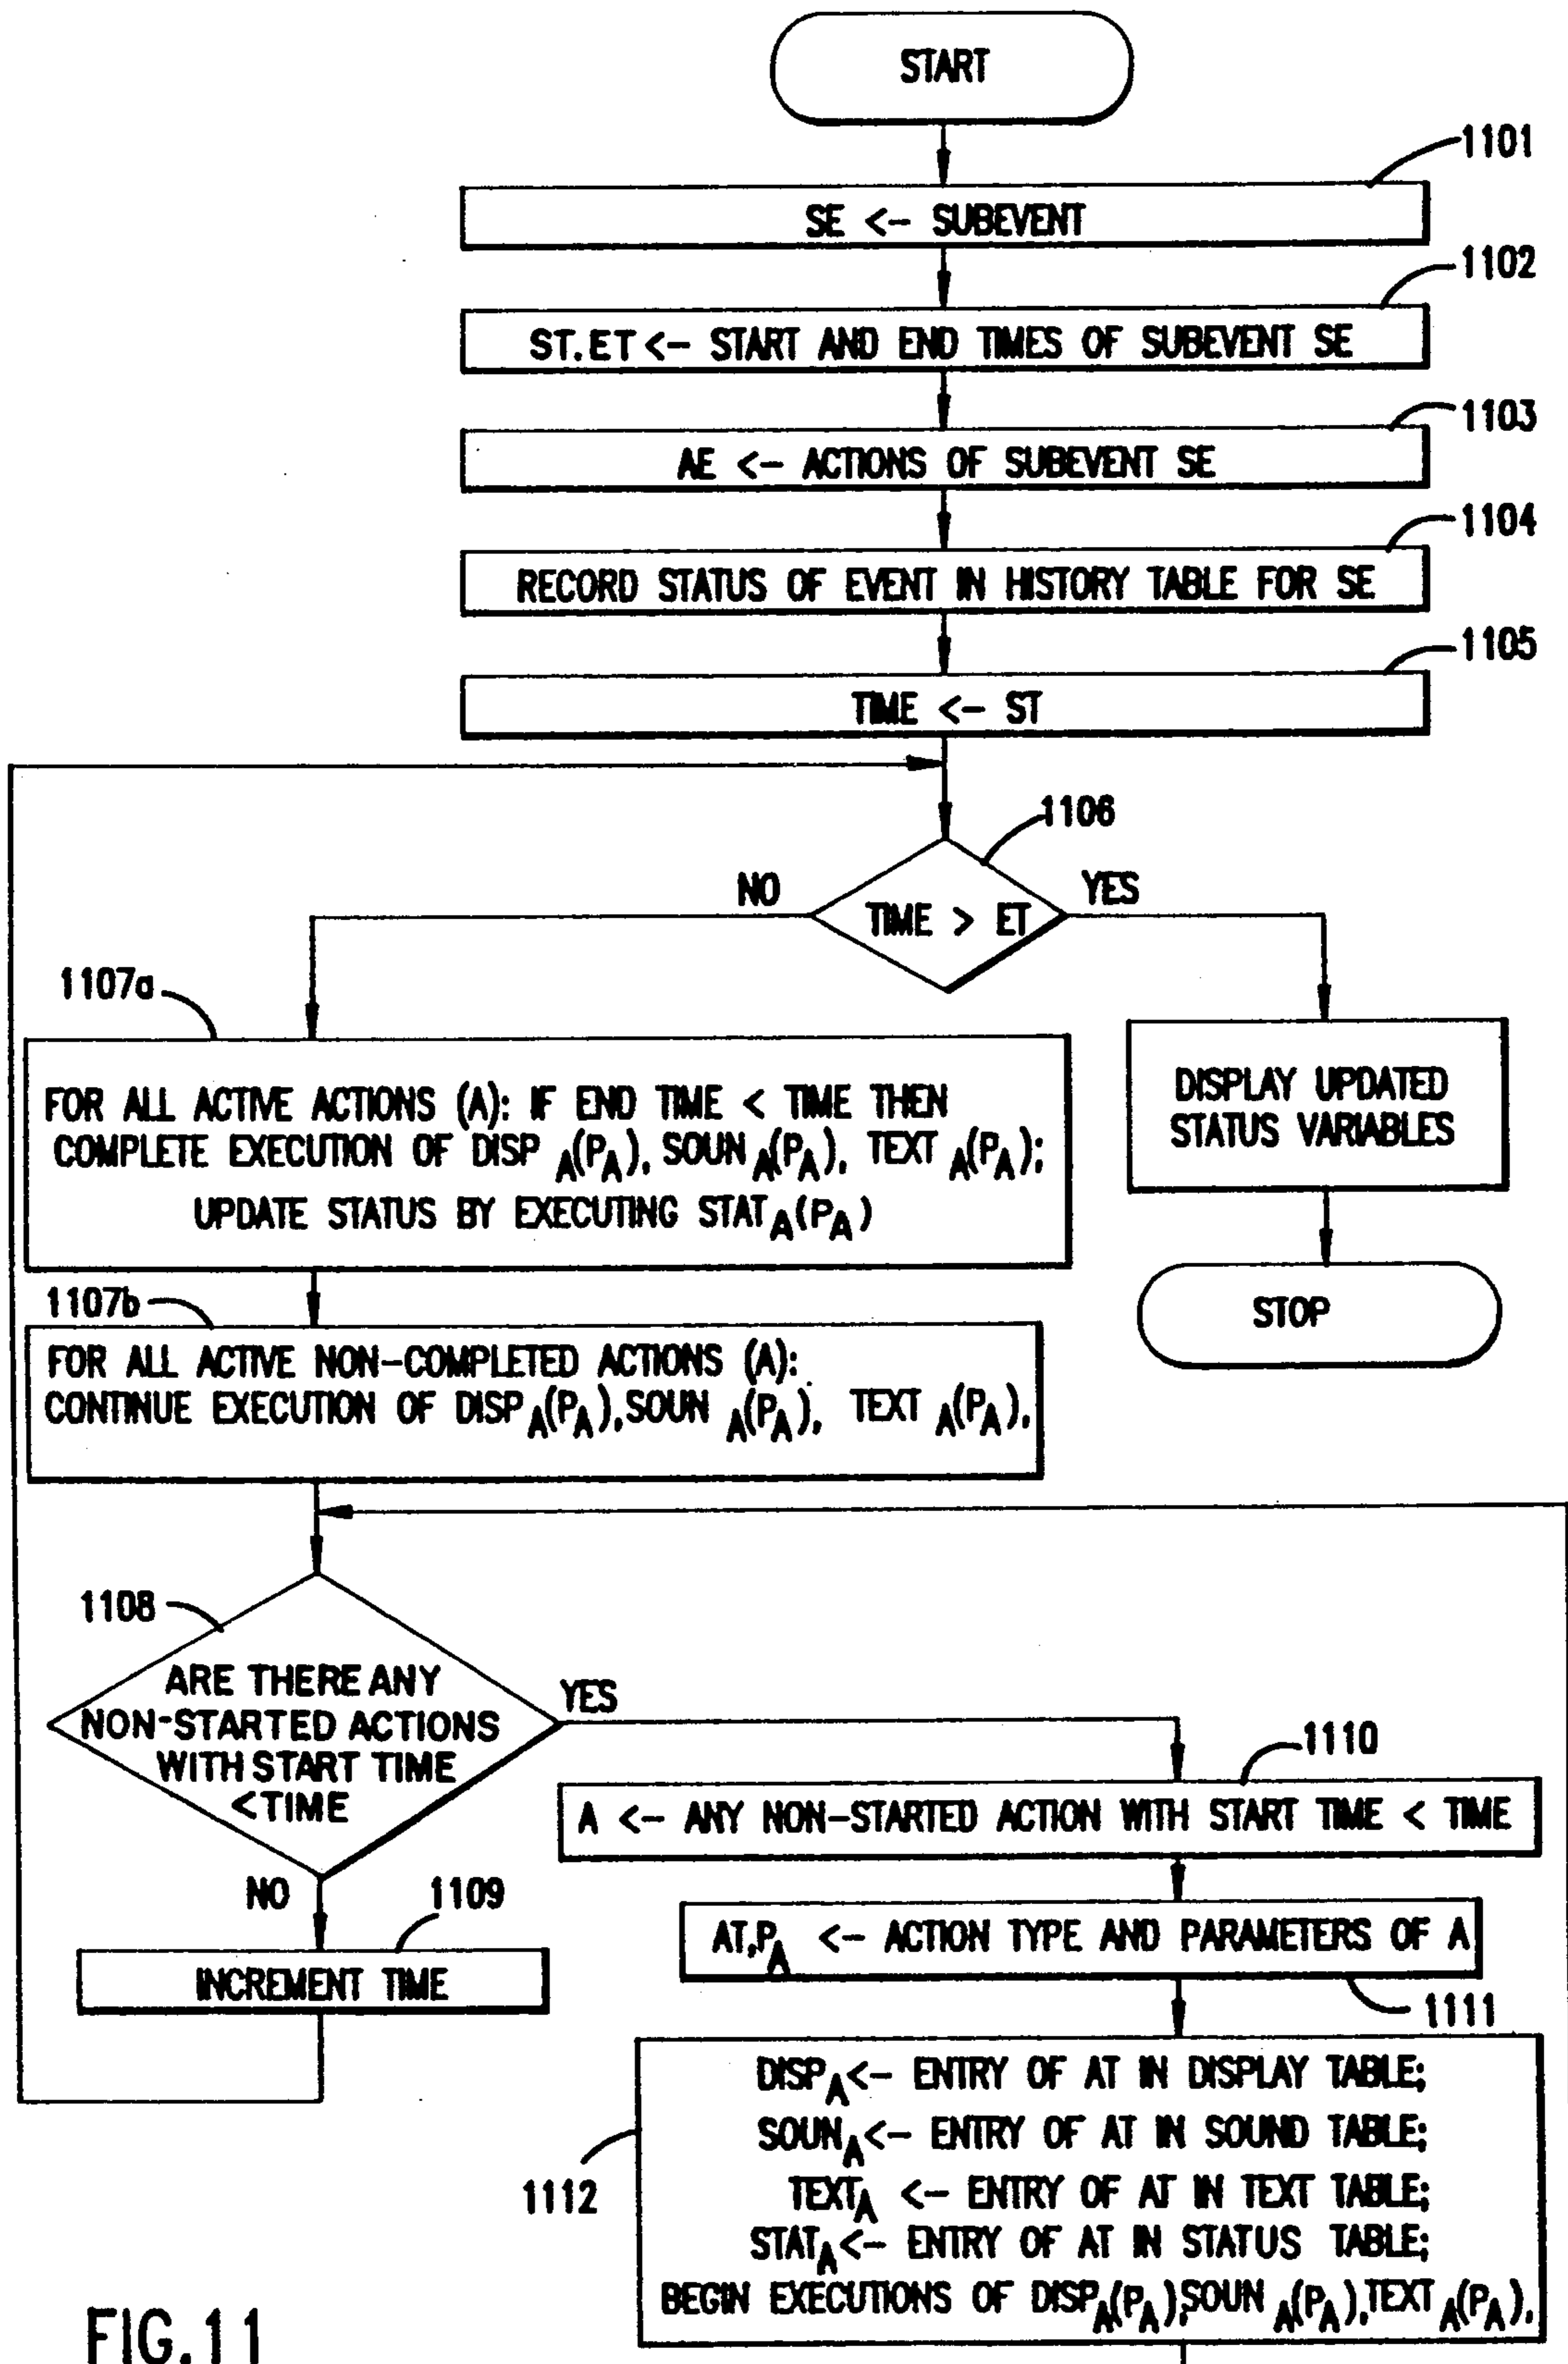 START
1101
SE <- SUBEVENT
1102
ST.ET <- START AND END TIMES OF SUBEVENT SE
1103
AE <- ACTIONS OF SUBEVENT SE
1104
RECORD STATUS OF EVENT IN HISTORY TABLE FOR SE
1105
TIME <- ST
1106
NO
YES
TIME > ET
1107a
FOR ALL ACTIVE ACTIONS (A): IF END TIME < TIME THEN
COMPLETE EXECUTION OF DISP A(PA), SOUN A(PA), TEXT A(PA);
UPDATE STATUS BY EXECUTING STATA(PA)
DISPLAY UPDATED
STATUS VARIABLES
STOP
1107b
FOR ALL ACTIVE NON-COMPLETED ACTIONS (A):
CONTINUE EXECUTION OF DISPA(PA),SOUN A(PA), TEXT A(PA),
1108
ARE THERE ANY
NON-STARTED ACTIONS
WITH START TIME
<TIME
YES
1110
A <- ANY NON-STARTED ACTION WITH START TIME < TIME
NO
1109
INCREMENT TIME
AT,PA <- ACTION TYPE AND PARAMETERS OF A
1111
1112
DISPA<- ENTRY OF AT IN DISPLAY TABLE;
SOUNA<- ENTRY OF AT IN SOUND TABLE;
TEXTA <- ENTRY OF AT IN TEXT TABLE;
STATA<- ENTRY OF AT IN STATUS TABLE;
BEGIN EXECUTIONS OF DISPA(PA),SOUN A(PA),TEXT A(PA),
FIG.11